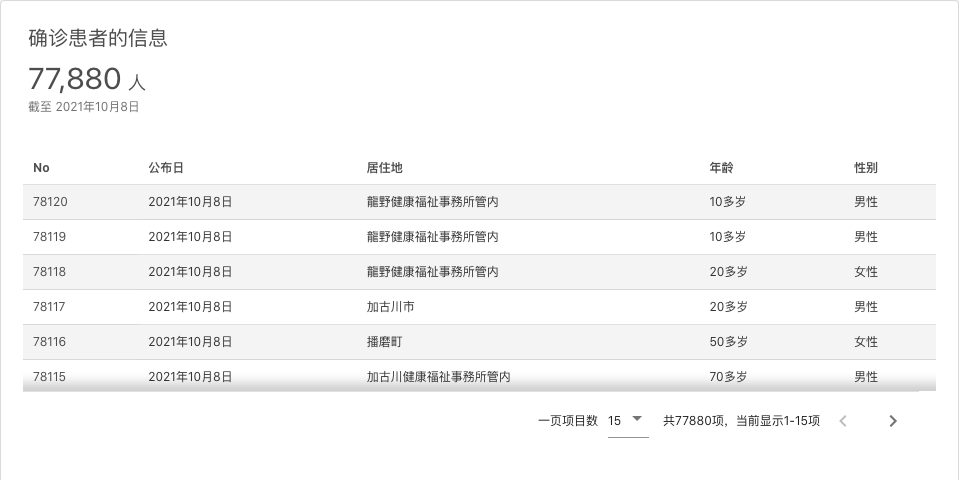 确诊患者的信息
77,880 人
截至 2021年10月8日
No 公布日 居住地 年龄 性别
78120 2021年10月8日 龍野健康福祉事務所管内 10多岁 男性
78119 2021年10月8日 龍野健康福祉事務所管内 10多岁 男性
78118 2021年10月8日 龍野健康福祉事務所管内 20多岁 女性
78117 2021年10月8日 加古川市 20多岁 男性
78116 2021年10月8日 播磨町 50多岁 女性
78115 2021年10月8日 加古川健康福祉事務所管内 70多岁 男性
一页项目数 15 共77880项，当前显示1-15项